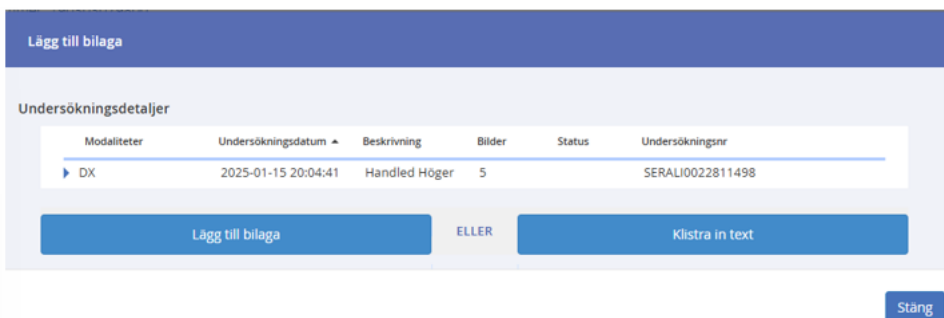 Lägg till bilaga
Undersökningsdetaljer
Modaliteter Undersökningsdatum Beskrivning Bilder Status Undersökningsnr
DX 2025-01-15 20:04:41 Handled Höger 5 SERALI0022811498
Lägg till bilaga ELLER Klistra in text
Stäng